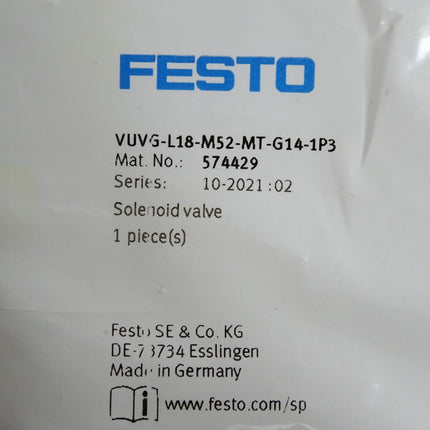 FESTO
VUVG-L18-M52-MT-G14-1P3
Mat. No.: 574429
Series: 10-2021:02
Solenoid valve
1 piece(s)
Festo SE & Co. KG
DE-73734 Esslingen
Made in Germany
i www.festo.com/sp